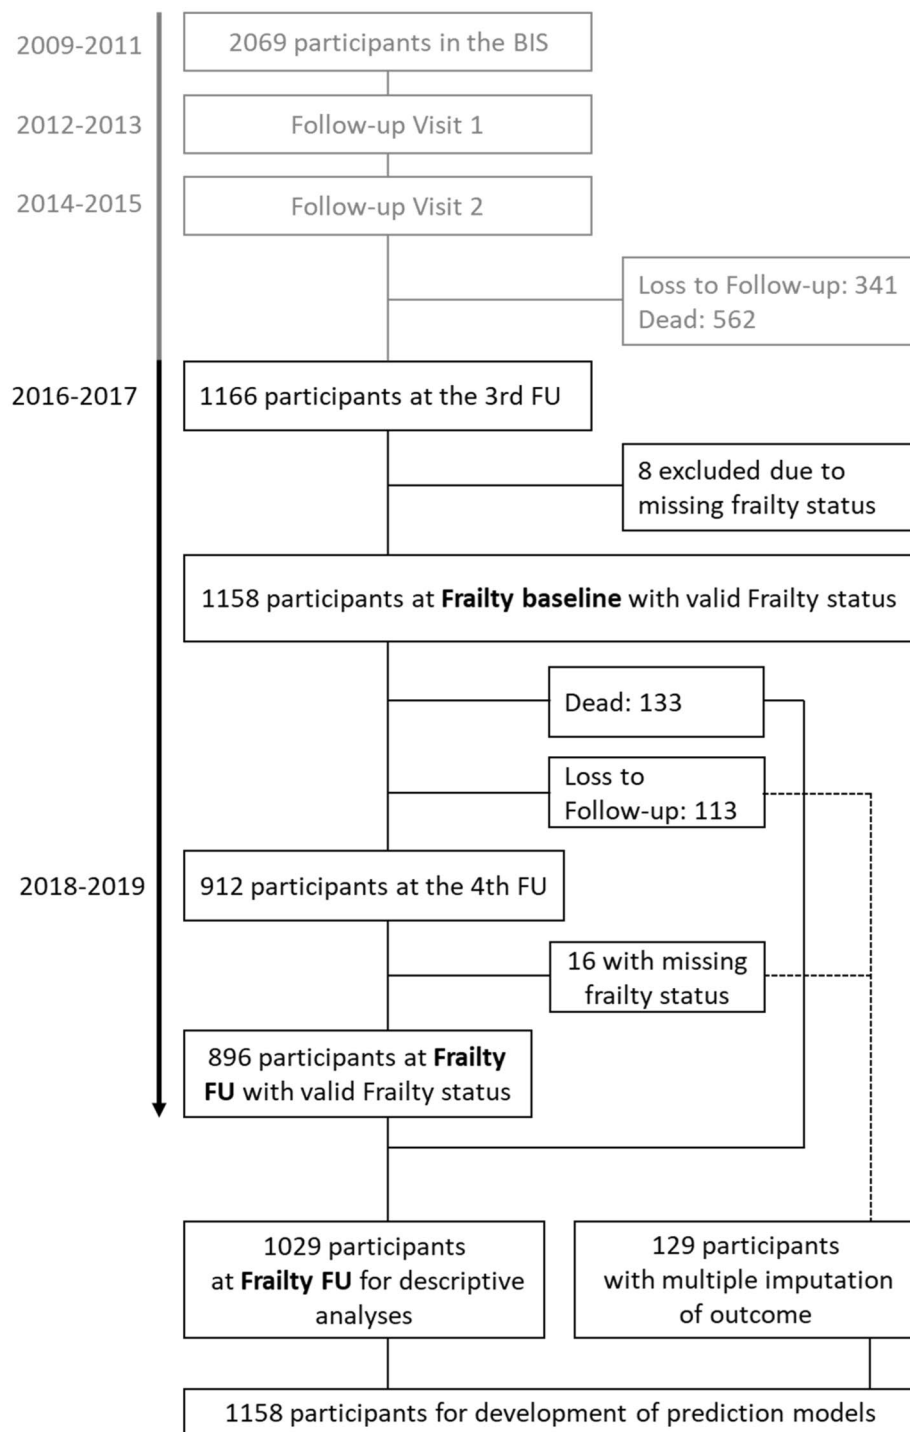 2009-2011
2069 participants in the BIS
2012-2013
Follow-up Visit 1
2014-2015
Follow-up Visit 2
Loss to Follow-up: 341
Dead: 562
2016-2017
1166 participants at the 3rd FU
8 excluded due to
missing frailty status
1158 participants at Frailty baseline with valid Frailty status
Dead: 133
Loss to
Follow-up: 113
2018-2019
912 participants at the 4th FU
16 with missing
frailty status
896 participants at Frailty
FU with valid Frailty status
1029 participants
at Frailty FU for descriptive
analyses
129 participants
with multiple imputation
of outcome
1158 participants for development of prediction models